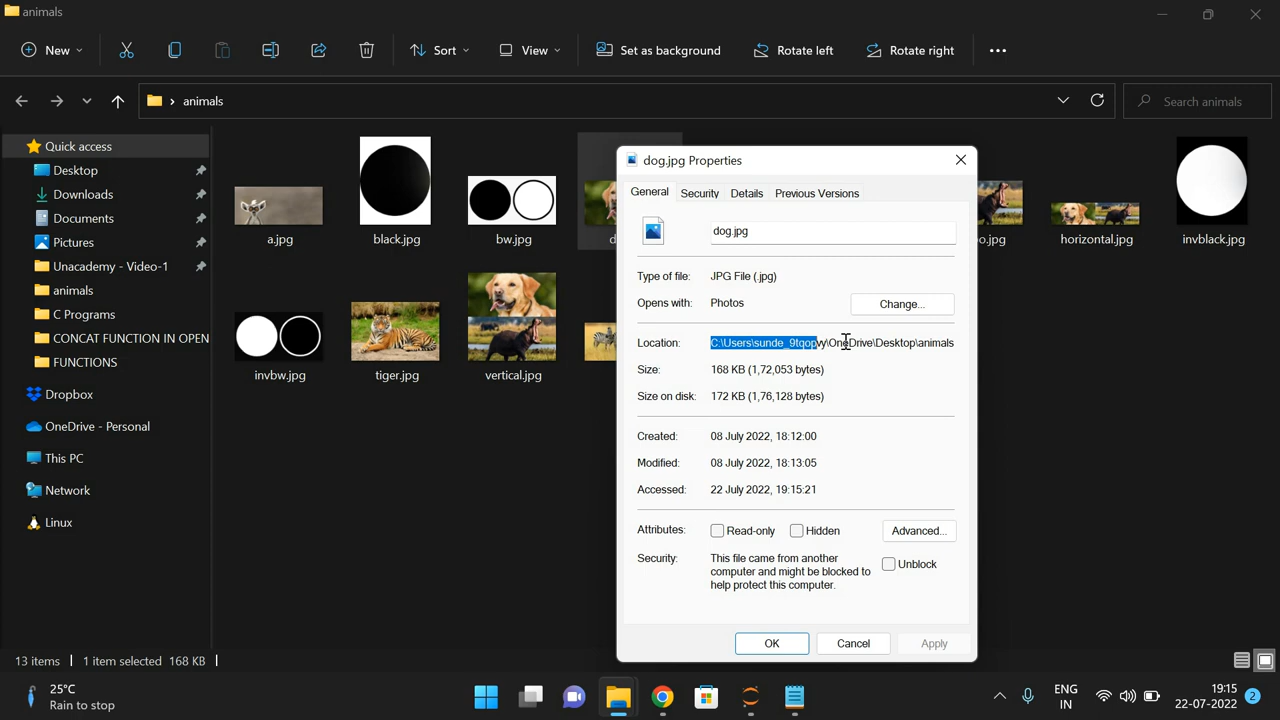 animals
New
Sort
View
Set as background
Rotate left
Rotate right
animals
Search animals
Quick access
Desktop
Downloads
Documents
Pictures
Unacademy - Video-1
animals
C Programs
CONCAT FUNCTION IN OPEN
FUNCTIONS
Dropbox
OneDrive - Personal
This PC
Network
Linux
a.jpg
black.jpg
bw.jpg
horizontal.jpg
invblack.jpg
invbw.jpg
tiger.jpg
vertical.jpg
dog.jpg Properties
General
Security
Details
Previous Versions
dog.jpg
Type of file:
JPG File (.jpg)
Opens with:
Photos
Change...
Location:
C:\Users\sunde_9tqopvy\OneDrive\Desktop\animals
Size:
168 KB (1,72,053 bytes)
Size on disk:
172 KB (1,76,128 bytes)
Created:
08 July 2022, 18:12:00
Modified:
08 July 2022, 18:13:05
Accessed:
22 July 2022, 19:15:21
Attributes:
Read-only
Hidden
Advanced...
Security:
This file came from another
computer and might be blocked to
help protect this computer.
Unblock
OK
Cancel
Apply
13 items
1 item selected 168 KB
25°C
Rain to stop
ENG
IN
19:15
22-07-2022
2